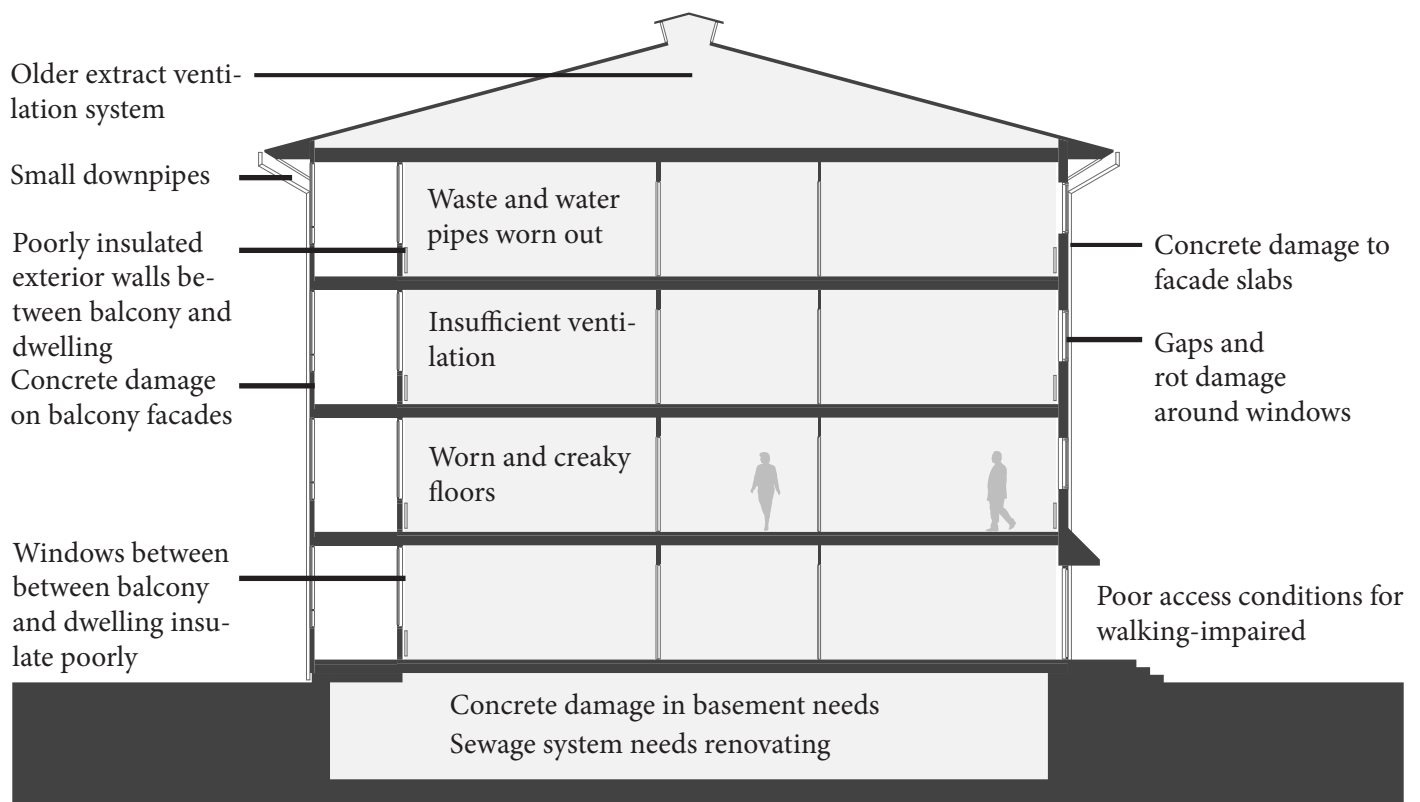 Older extract venti-
lation system
Small downpipes
Poorly insulated
exterior walls be-
tween balcony and
dwelling
Concrete damage
on balcony facades
Windows between
between balcony
and dwelling insu-
late poorly
Waste and water
pipes worn out
Insufficient venti-
lation
Worn and creaky
floors
Concrete damage in basement needs
Sewage system needs renovating
Concrete damage to
facade slabs
Gaps and
rot damage
around windows
Poor access conditions for
walking-impaired